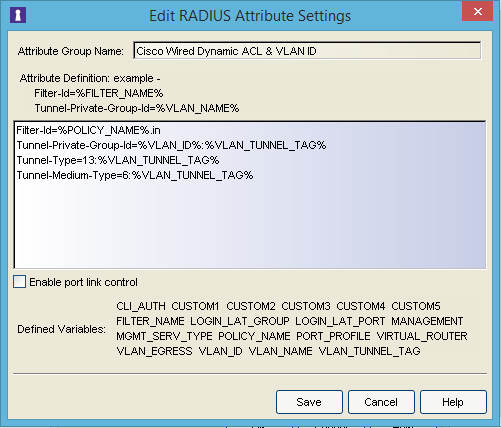 Edit RADIUS Attribute Settings
Attribute Group Name: Cisco Wired Dynamic ACL & VLAN ID
Attribute Definition: example -
Filter-Id=%FILTER_NAME%
Tunnel-Private-Group-Id=%VLAN_NAME%
Filter-Id=%POLICY_NAME%.in
Tunnel-Private-Group-Id=%VLAN_ID%:%VLAN_TUNNEL_TAG%
Tunnel-Type=13:%VLAN_TUNNEL_TAG%
Tunnel-Medium-Type=6:%VLAN_TUNNEL_TAG%
Enable port link control
Defined Variables:
CLI_AUTH CUSTOM1 CUSTOM2 CUSTOM3 CUSTOM4 CUSTOM5
FILTER_NAME LOGIN_LAT_GROUP LOGIN_LAT_PORT MANAGEMENT
MGMT_SERV_TYPE POLICY_NAME PORT_PROFILE VIRTUAL_ROUTER
VLAN_EGRESS VLAN_ID VLAN_NAME VLAN_TUNNEL_TAG
Save Cancel Help